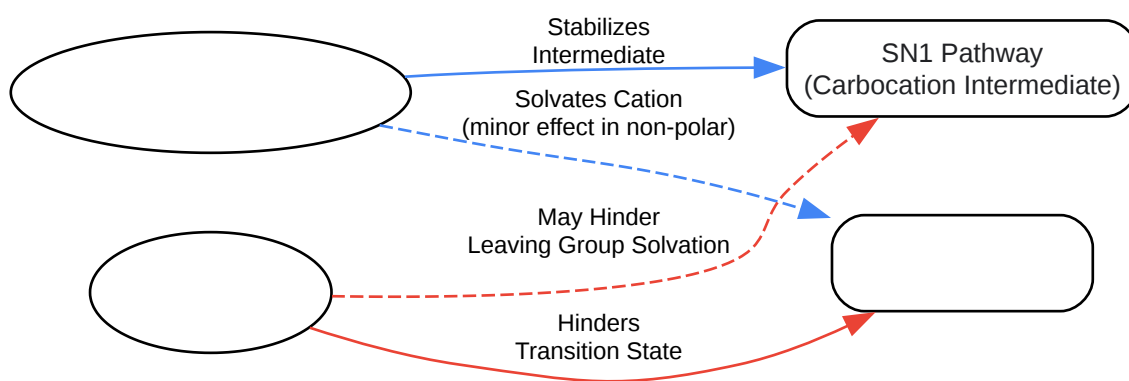 Stabilizes
Intermediate
SN1 Pathway
(Carbocation Intermediate)
Solvates Cation
(minor effect in non-polar)
May Hinder
Leaving Group Solvation
Hinders
Transition State